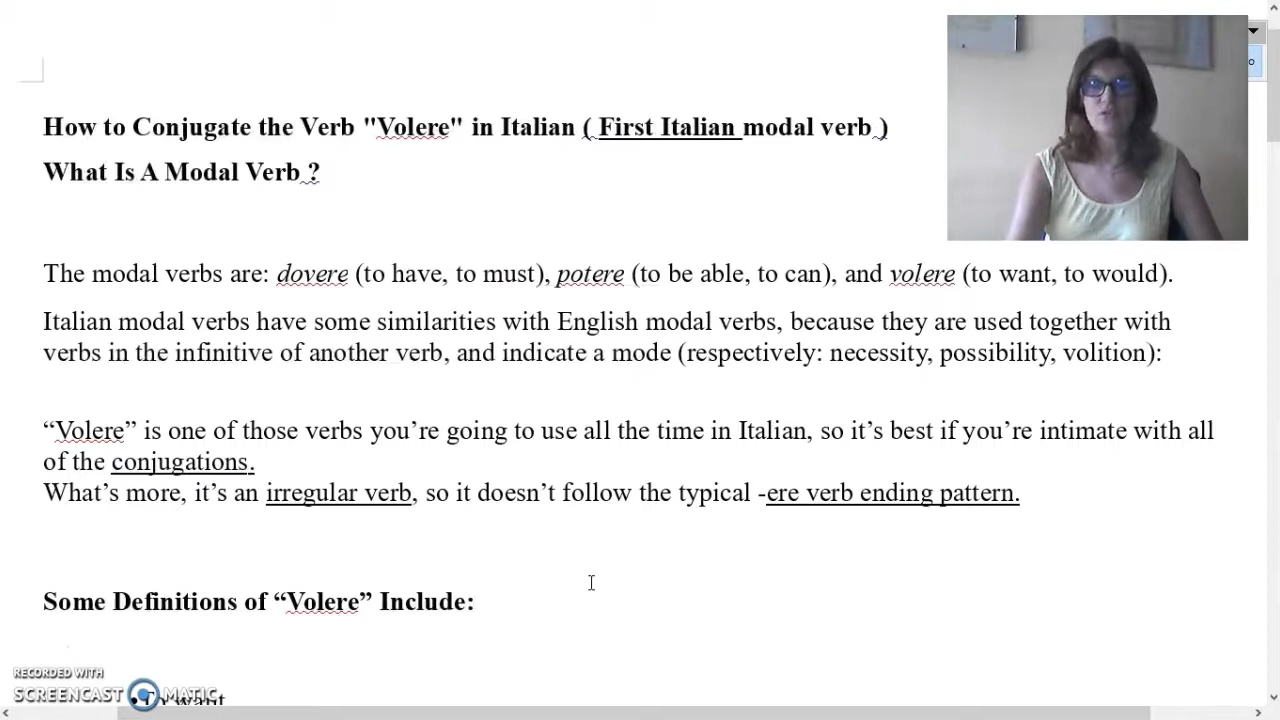 How to Conjugate the Verb "Volere" in Italian ( First Italian modal verb )
What Is A Modal Verb ?
The modal verbs are: dovere (to have, to must), potere (to be able, to can), and volere (to want, to would).
Italian modal verbs have some similarities with English modal verbs, because they are used together with
verbs in the infinitive of another verb, and indicate a mode (respectively: necessity, possibility, volition):
“Volere” is one of those verbs you’re going to use all the time in Italian, so it’s best if you’re intimate with all
of the conjugations.
What’s more, it’s an irregular verb, so it doesn’t follow the typical -ere verb ending pattern.
Some Definitions of “Volere” Include:
•To want
RECORDED WITH
SCREENCAST MATIC